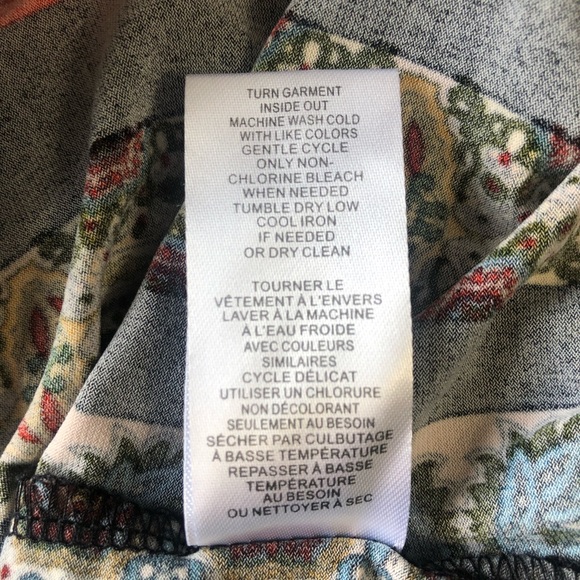 TURN GARMENT
INSIDE OUT
MACHINE WASH COLD
WITH LIKE COLORS
GENTLE CYCLE
ONLY NON-
CHLORINE BLEACH
WHEN NEEDED
TUMBLE DRY LOW
COOL IRON
IF NEEDED
OR DRY CLEAN
TOURNER LE
VÊTEMENT À L'ENVERS
LAVER À LA MACHINE
À L'EAU FROIDE
AVEC COULEURS
SIMILAIRES
CYCLE DÉLICAT
UTILISER UN CHLORURE
NON DÉCOLORANT
SEULEMENT AU BESOIN
SÉCHER PAR CULBUTAGE
À BASSE TEMPÉRATURE
REPASSER À BASSE
TEMPÉRATURE
AU BESOIN
OU NETTOYER À SEC